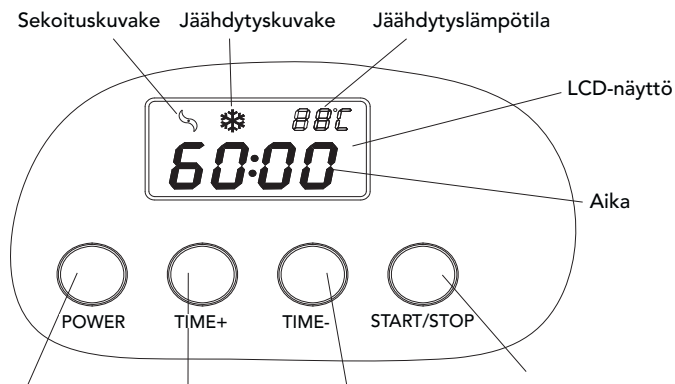 Sekoituskuvake Jäähdytyskuvake Jäähdytyslämpötila
LCD-näyttö
88°C
60:00
Aika
POWER TIME+ TIME- START/STOP